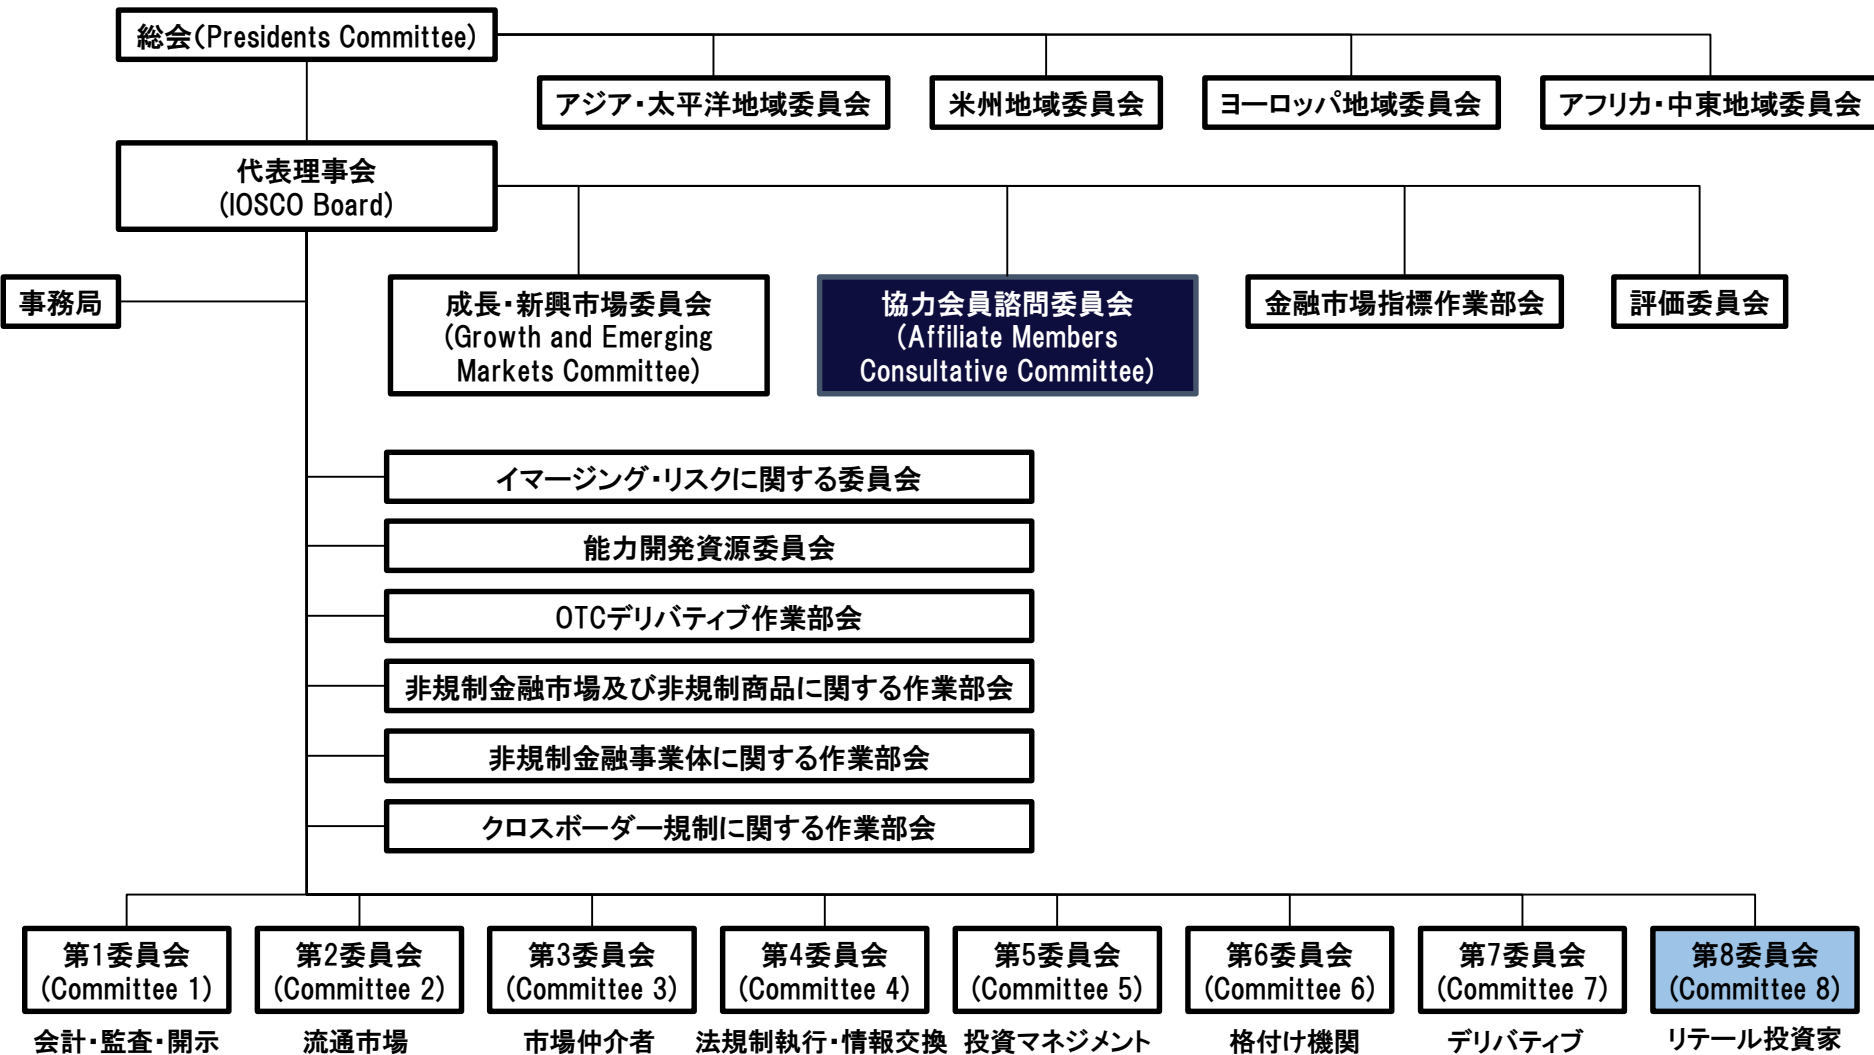 総会(Presidents Committee)
アジア・太平洋地域委員会
米州地域委員会
ヨーロッパ地域委員会
アフリカ・中東地域委員会
代表理事会
(IOSCO Board)
事務局
成長・新興市場委員会
(Growth and Emerging
Markets Committee)
協力会員諮問委員会
(Affiliate Members
Consultative Committee)
金融市場指標作業部会
評価委員会
イマージング・リスクに関する委員会
能力開発資源委員会
OTCデリバティブ作業部会
非規制金融市場及び非規制商品に関する作業部会
非規制金融事業体に関する作業部会
クロスボーダー規制に関する作業部会
第1委員会
(Committee 1)
会計・監査・開示
第2委員会
(Committee 2)
流通市場
第3委員会
(Committee 3)
市場仲介者
第4委員会
(Committee 4)
法規制執行・情報交換
第5委員会
(Committee 5)
投資マネジメント
第6委員会
(Committee 6)
格付け機関
第7委員会
(Committee 7)
デリバティブ
第8委員会
(Committee 8)
リテール投資家